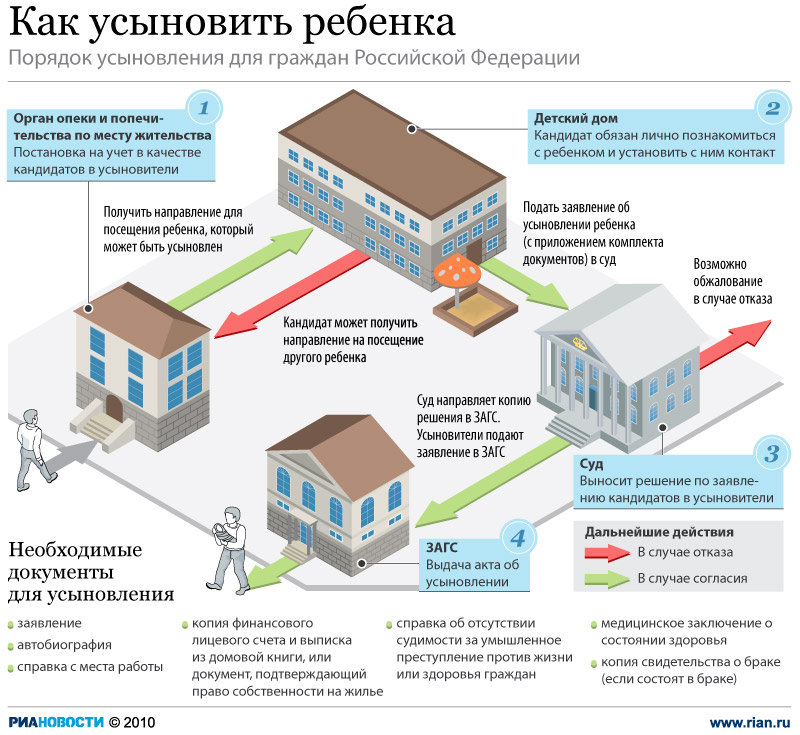 Как усыновить ребенка
Порядок усыновления для граждан Российской Федерации
1
Орган опеки и попечи-
тельства по месту жительства
Постановка на учет в качестве
кандидатов в усыновители
2
Детский дом
Кандидат обязан лично познакомиться
с ребенком и установить с ним контакт
Получить направление для
посещения ребенка, который
может быть усыновлен
Подать заявление об
усыновлении ребенка
(с приложением комплекта
документов) в суд
Возможно
обжалование
в случае отказа
Кандидат может получить
направление на посещение
другого ребенка
Суд направляет копию
решения в ЗАГС.
Усыновители подают
заявление в ЗАГС
3
Суд
Выносит решение по заявле-
нию кандидатов в усыновители
4
ЗАГС
Выдача акта об
усыновлении
Дальнейшие действия
В случае отказа
В случае согласия
Необходимые
документы
для усыновления
заявление
автобиография
справка с места работы
копия финансового
лицевого счета и выписка
из домовой книги, или
документ, подтверждающий
право собственности на жилье
справка об отсутствии
судимости за умышленное
преступление против жизни
или здоровья граждан
медицинское заключение о
состоянии здоровья
копия свидетельства о браке
(если состоят в браке)
РИАНОВОСТИ © 2010
www.rian.ru